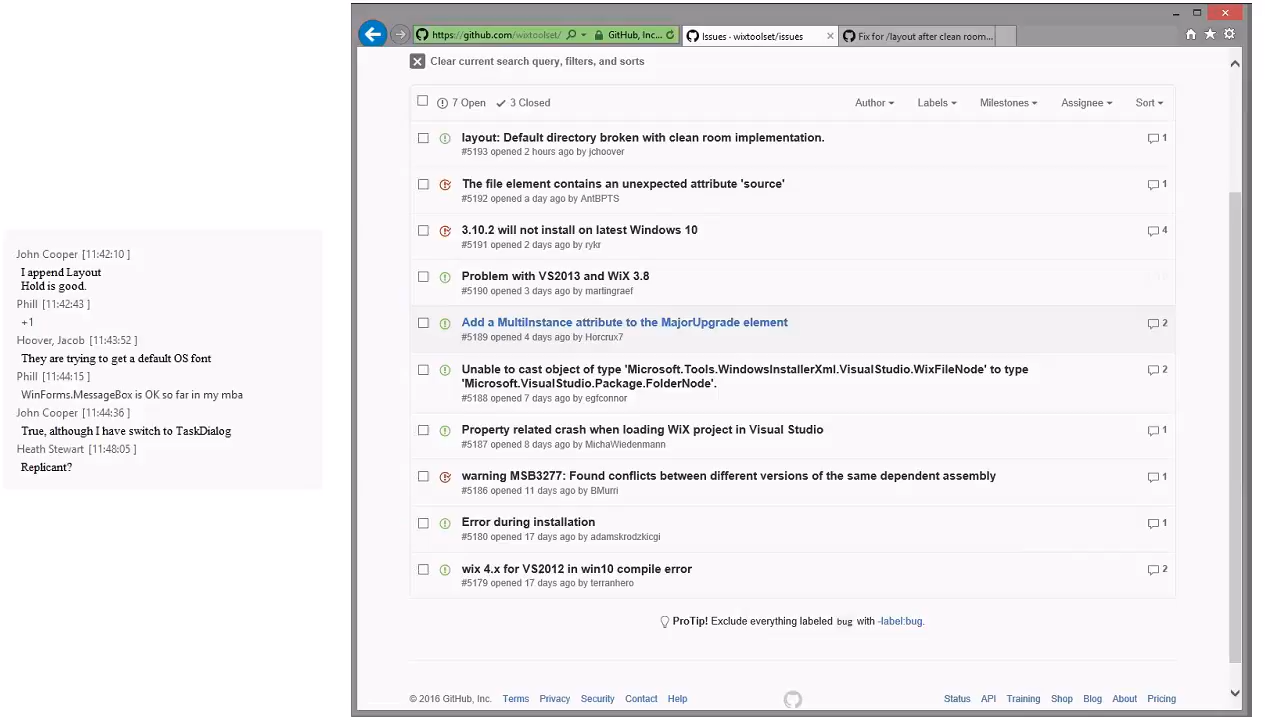 John Cooper [11:42:10 ]
I append Layout
Hold is good.
Phill [11:42:43 ]
+1
Hoover, Jacob [11:43:52 ]
They are trying to get a default OS font
Phill [11:44:15 ]
WinForms.MessageBox is OK so far in my mba
John Cooper [11:44:36 ]
True, although I have switch to TaskDialog
Heath Stewart [11:48:05 ]
Replicant?
https://github.com/wixtoolset/ GitHub, Inc... Issues · wixtoolset/issues Fix for /layout after clean room...
Clear current search query, filters, and sorts
7 Open 3 Closed Author Labels Milestones Assignee Sort
layout: Default directory broken with clean room implementation. 1
#5193 opened 2 hours ago by jchoover
The file element contains an unexpected attribute 'source' 1
#5192 opened a day ago by AntBPTS
3.10.2 will not install on latest Windows 10 4
#5191 opened 2 days ago by rykr
Problem with VS2013 and WiX 3.8
#5190 opened 3 days ago by martingraef
Add a MultiInstance attribute to the MajorUpgrade element 2
#5189 opened 4 days ago by Horcrux7
Unable to cast object of type 'Microsoft.Tools.WindowsInstallerXml.VisualStudio.WixFileNode' to type 2
'Microsoft.VisualStudio.Package.FolderNode'.
#5188 opened 7 days ago by egfconnor
Property related crash when loading WiX project in Visual Studio 1
#5187 opened 8 days ago by MichaWiedenmann
warning MSB3277: Found conflicts between different versions of the same dependent assembly 1
#5186 opened 11 days ago by BMurri
Error during installation 1
#5180 opened 17 days ago by adamskrodzkicgi
wix 4.x for VS2012 in win10 compile error 2
#5179 opened 17 days ago by terranhero
ProTip! Exclude everything labeled bug with -label:bug.
© 2016 GitHub, Inc. Terms Privacy Security Contact Help Status API Training Shop Blog About Pricing